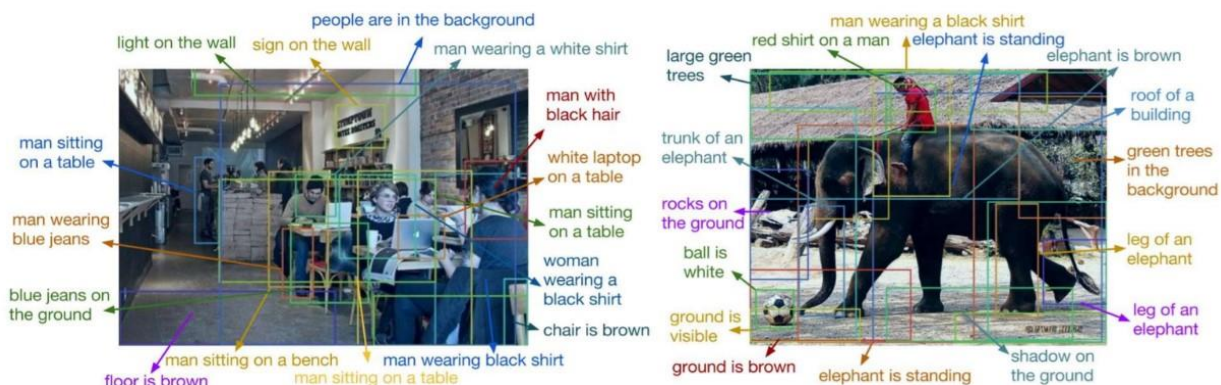 people are in the background
light on the wall
sign on the wall
man wearing a white shirt
man with
black hair
man sitting
on a table
white laptop
on a table
man wearing
blue jeans
man sitting
on a table
woman
wearing a
black shirt
blue jeans on
the ground
chair is brown
man sitting on a bench
man wearing black shirt
floor is brown
man sitting on a table
man wearing a black shirt
red shirt on a man
elephant is standing
large green
trees
elephant is brown
roof of a
building
trunk of an
elephant
green trees
in the
background
rocks on
the ground
leg of an
elephant
ball is
white
leg of an
elephant
ground is
visible
shadow on
the ground
ground is brown
elephant is standing